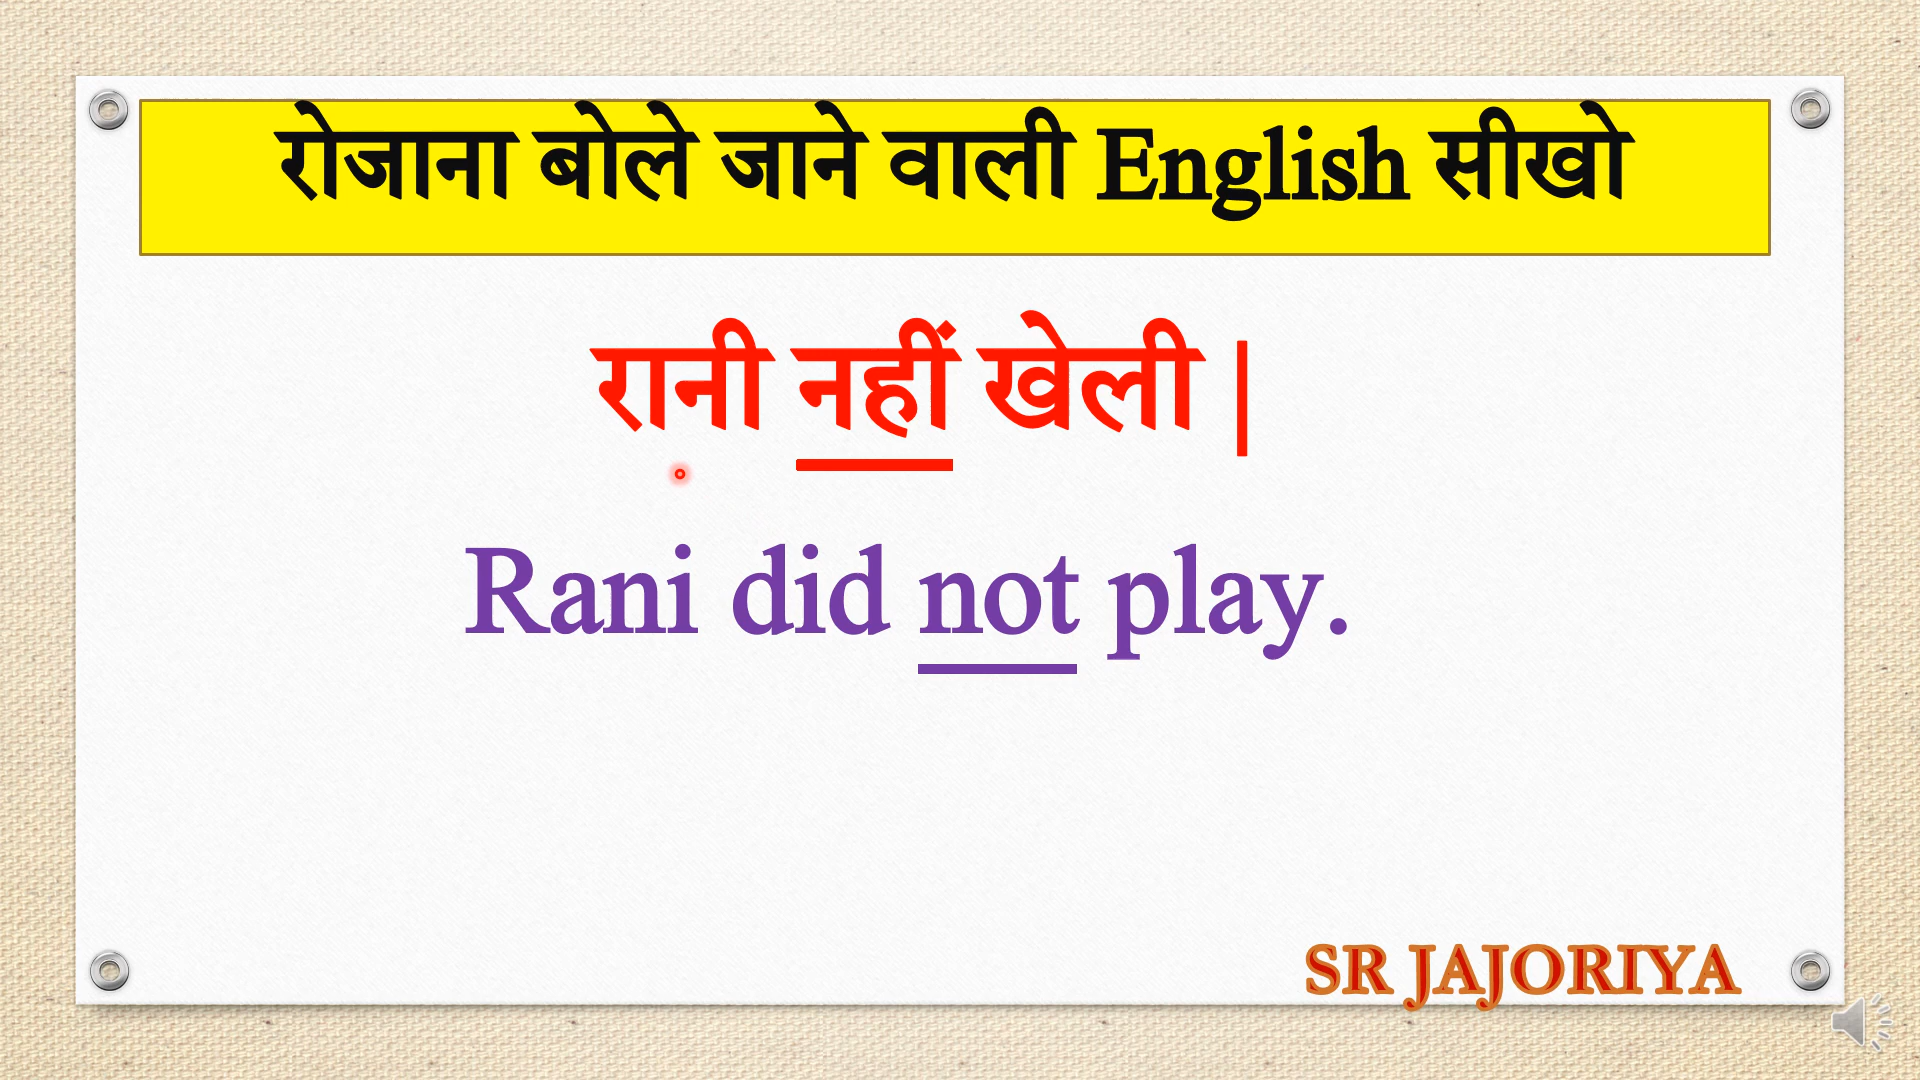 रोजाना बोले जाने वाली English सीखो
रानी नहीं खेली |
Rani did not play.
SR JAJORIYA